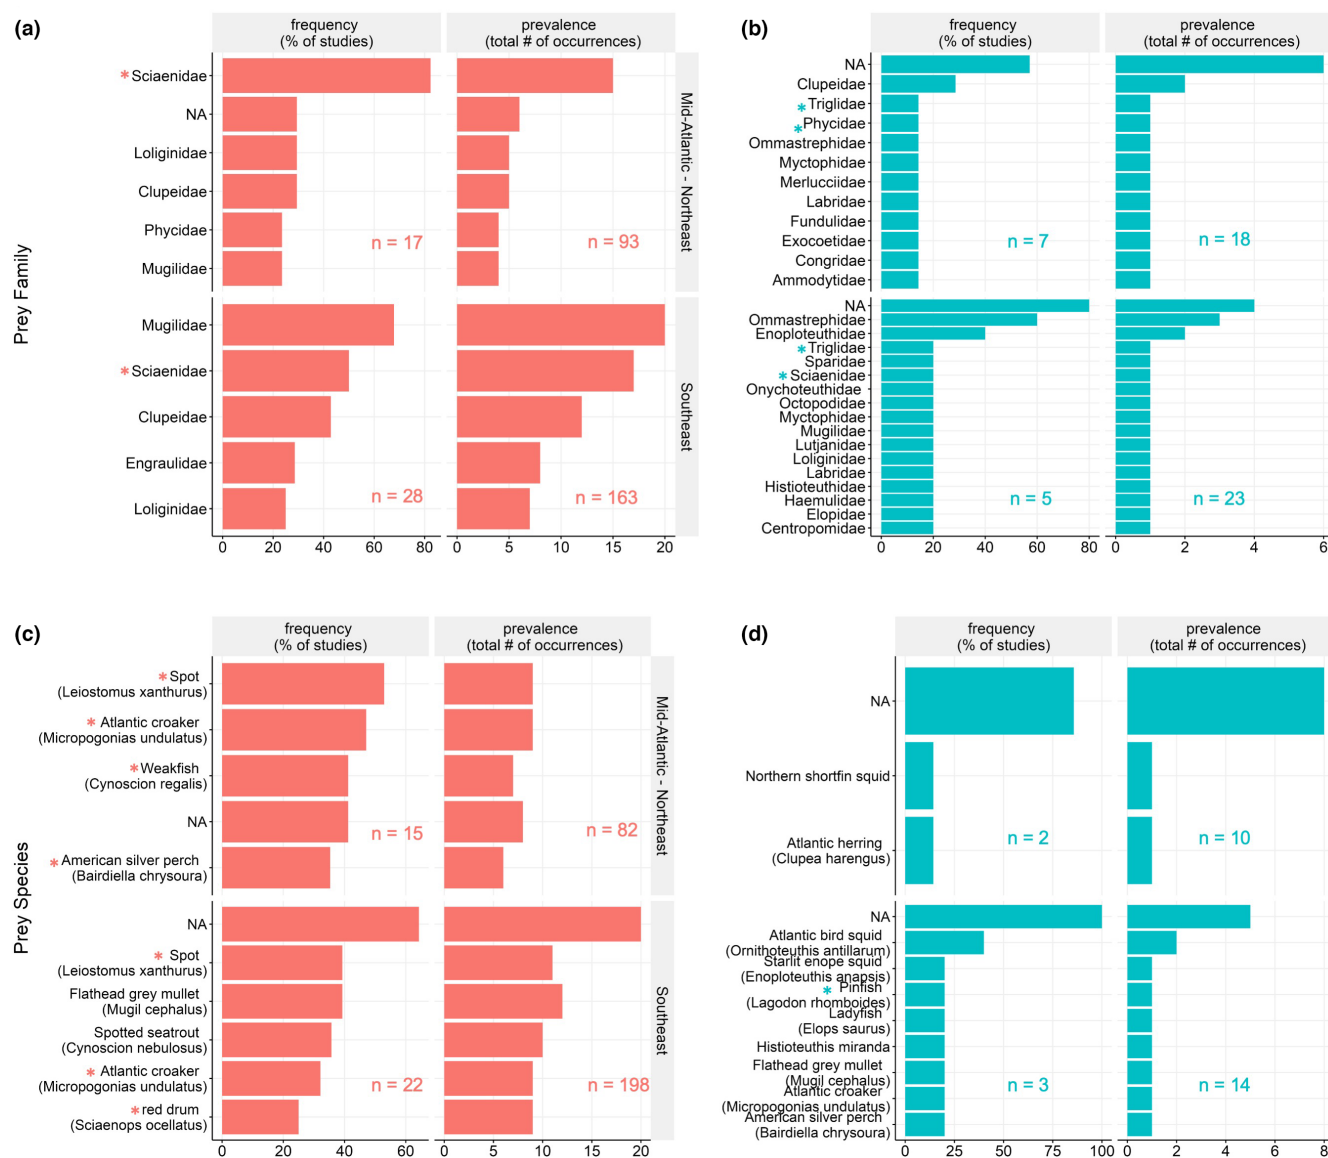 (a)
frequency
(% of studies)
prevalence
(total # of occurrences)
Prey Family
* Sciaenidae
NA
Loliginidae
Clupeidae
Phycidae
Mugilidae
n = 17
n = 93
Mid-Atlantic - Northeast
Mugilidae
* Sciaenidae
Clupeidae
Engraulidae
Loliginidae
n = 28
n = 163
Southeast
0 20 40 60 80
0 5 10 15 20
(b)
frequency
(% of studies)
prevalence
(total # of occurrences)
NA
Clupeidae
* Triglidae
* Phycidae
Ommastrephidae
Myctophidae
Merlucciidae
Labridae
Fundulidae
Exocoetidae
Congridae
Ammodytidae
n = 7
n = 18
NA
Ommastrephidae
Enoploteuthidae
* Triglidae
Sparidae
* Sciaenidae
Onychoteuthidae
Octopodidae
Myctophidae
Mugilidae
Lutjanidae
Loliginidae
Labridae
Histioteuthidae
Haemulidae
Elopidae
Centropomidae
n = 5
n = 23
0 20 40 60 80
0 2 4 6
(c)
frequency
(% of studies)
prevalence
(total # of occurrences)
Prey Species
* Spot
(Leiostomus xanthurus)
* Atlantic croaker
(Micropogonias undulatus)
* Weakfish
(Cynoscion regalis)
NA
* American silver perch
(Bairdiella chrysoura)
n = 15
n = 82
Mid-Atlantic - Northeast
NA
* Spot
(Leiostomus xanthurus)
Flathead grey mullet
(Mugil cephalus)
Spotted seatrout
(Cynoscion nebulosus)
* Atlantic croaker
(Micropogonias undulatus)
* red drum
(Sciaenops ocellatus)
n = 22
n = 198
Southeast
0 20 40 60
0 5 10 15 20
(d)
frequency
(% of studies)
prevalence
(total # of occurrences)
NA
Northern shortfin squid
Atlantic herring
(Clupea harengus)
n = 2
n = 10
NA
Atlantic bird squid
(Ornithoteuthis antillarum)
Starlit enope squid
(Enoploteuthis anapsis)
* Pinfish
(Lagodon rhomboides)
Ladyfish
(Elops saurus)
Histioteuthis miranda
Flathead grey mullet
(Mugil cephalus)
Atlantic croaker
(Micropogonias undulatus)
American silver perch
(Bairdiella chrysoura)
n = 3
n = 14
0 25 50 75 100
0 2 4 6 8